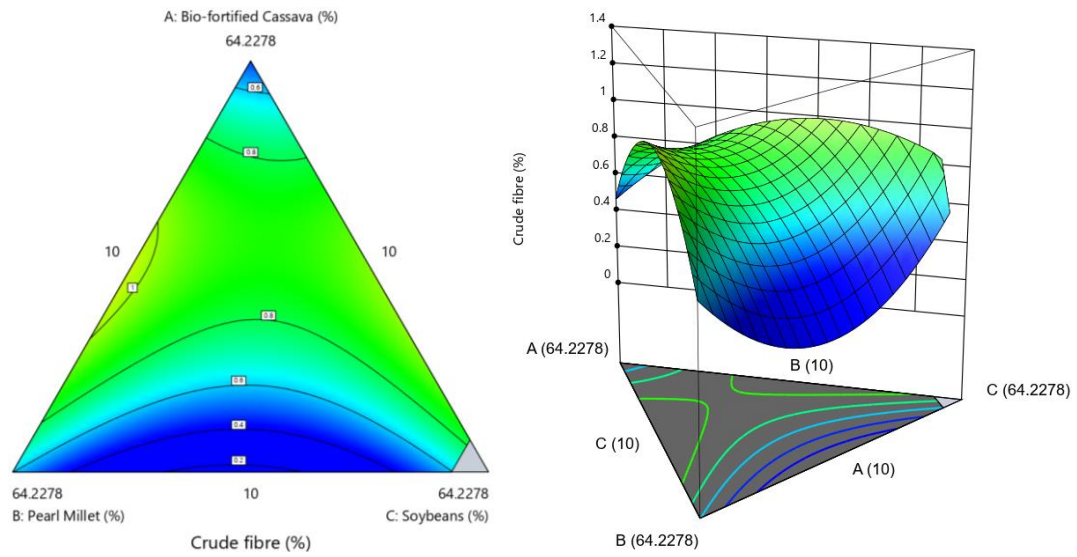 A: Bio-fortified Cassava (%)
64.2278
0.6
0.8
10
10
1
0.8
0.6
0.4
0.2
64.2278
10
64.2278
B: Pearl Millet (%)
C: Soybeans (%)
Crude fibre (%)
1.4
1.2
1
0.8
0.6
0.4
0.2
0
Crude fibre (%)
A (64.2278)
B (10)
C (64.2278)
C (10)
A (10)
B (64.2278)